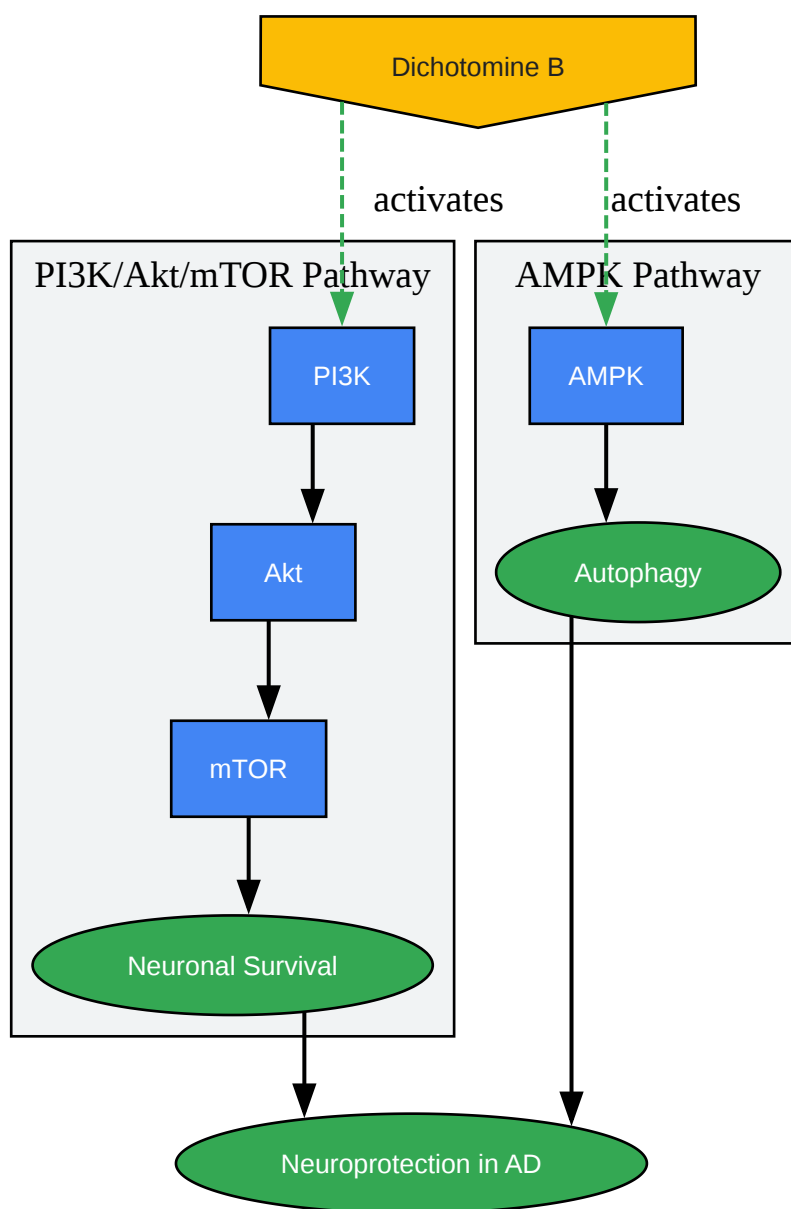 Dichotomine B
activates
activates
PI3K/Akt/mTOR Pathway
AMPK Pathway
PI3K
AMPK
Akt
Autophagy
mTOR
Neuronal Survival
Neuroprotection in AD